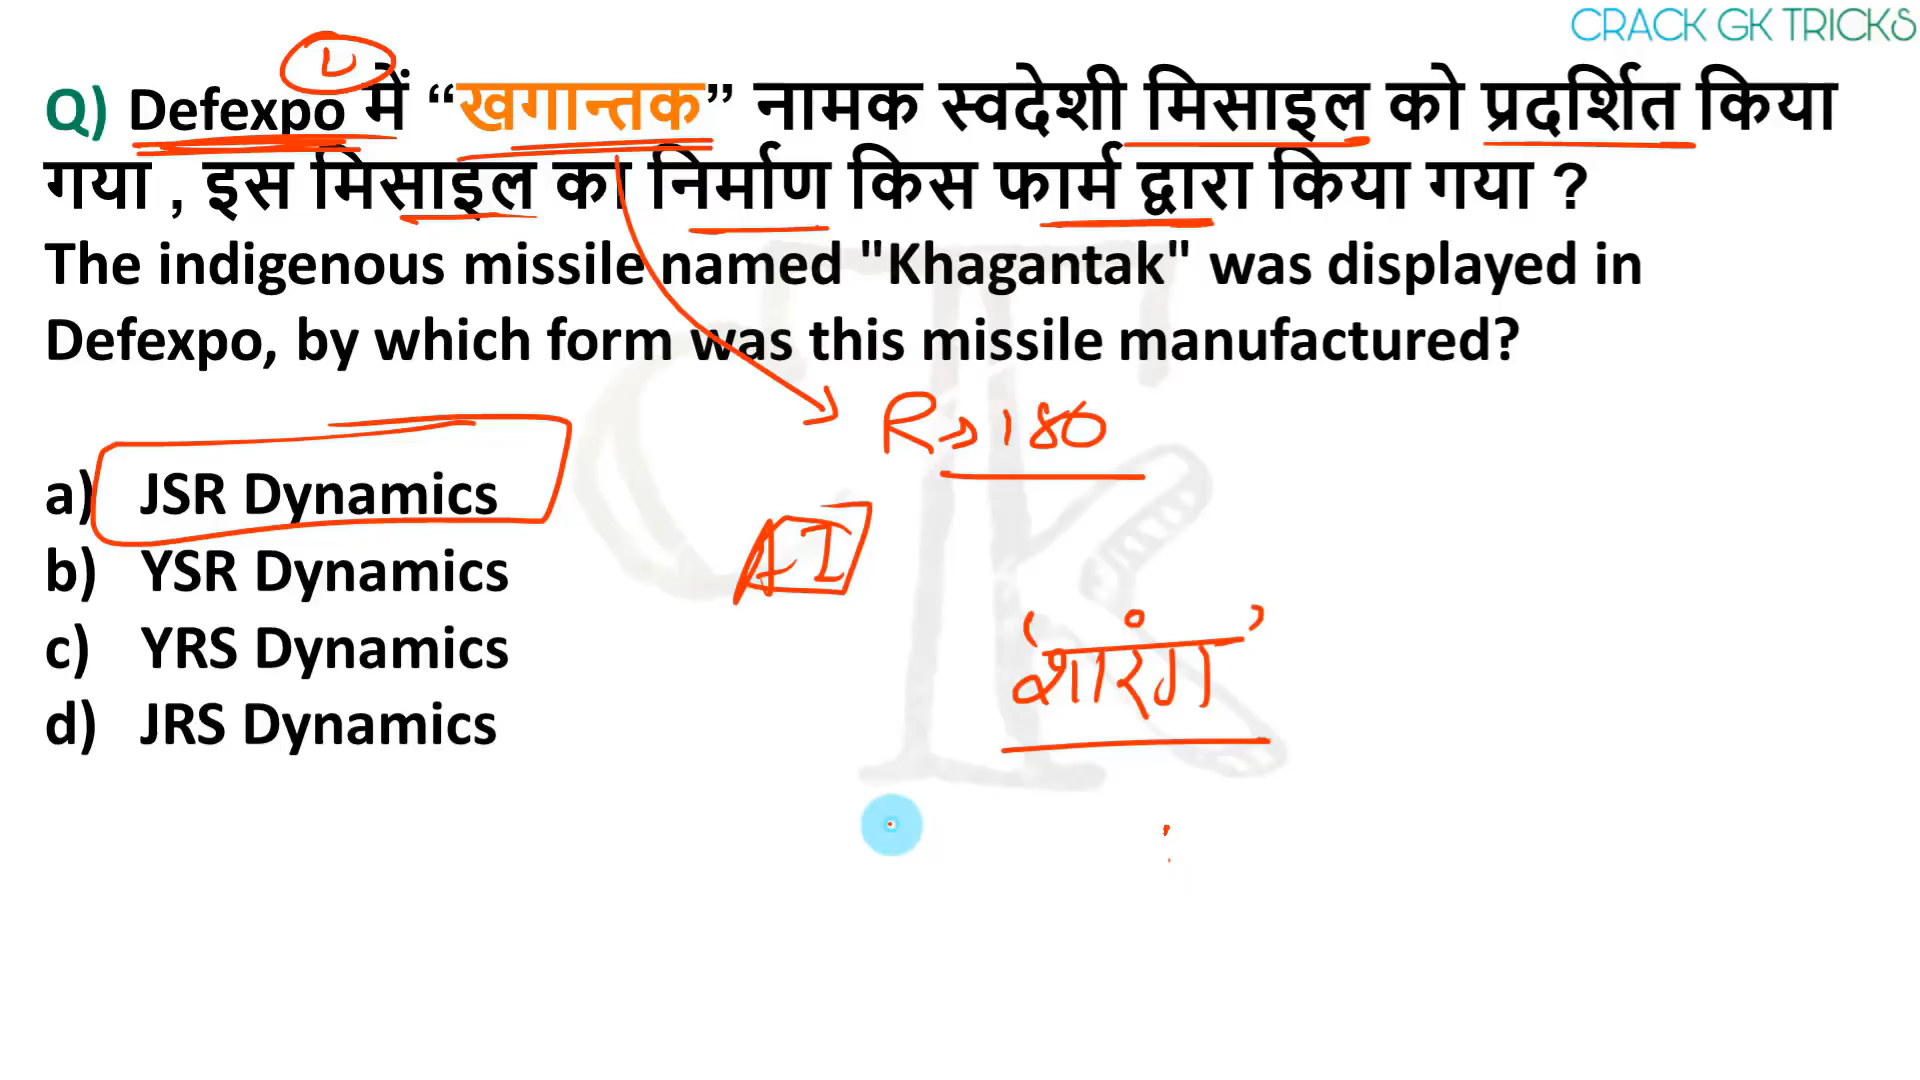 CRACK GK TRICKS
Q) Defexpo में “खगान्तक” नामक स्वदेशी मिसाइल को प्रदर्शित किया
गया , इस मिसाइल का निर्माण किस फार्म द्वारा किया गया ?
The indigenous missile named "Khagantak" was displayed in
Defexpo, by which form was this missile manufactured?
R→180
a) JSR Dynamics
AI
b) YSR Dynamics
c) YRS Dynamics
'शारंग'
d) JRS Dynamics